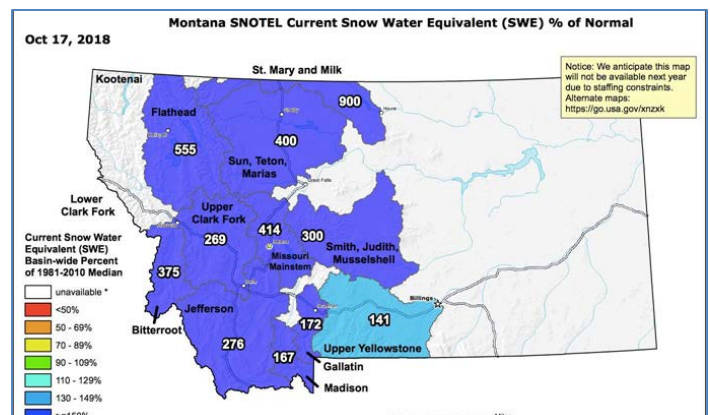 Montana SNOTEL Current Snow Water Equivalent (SWE) % of Normal
Oct 17, 2018
Notice: We anticipate this map
will not be available next year
due to staffing constraints.
Alternate maps:
https://go.usa.gov/xnzxk
St. Mary and Milk
Kootenai
900
Flathead
400
555
Sun, Teton,
Marias
Great Falls
Lower
Clark Fork
Upper
Clark Fork
414
300
269
Smith, Judith,
Musselshell
Missouri
Mainstem
375
Current Snow Water
Equivalent (SWE)
Basin-wide Percent
of 1981-2010 Median
unavailable *
<50%
50 - 69%
70 - 89%
90 - 109%
110 - 129%
130 - 149%
>=150%
Billings
Jefferson
172
141
Bitterroot
276
167
Upper Yellowstone
Gallatin
Madison